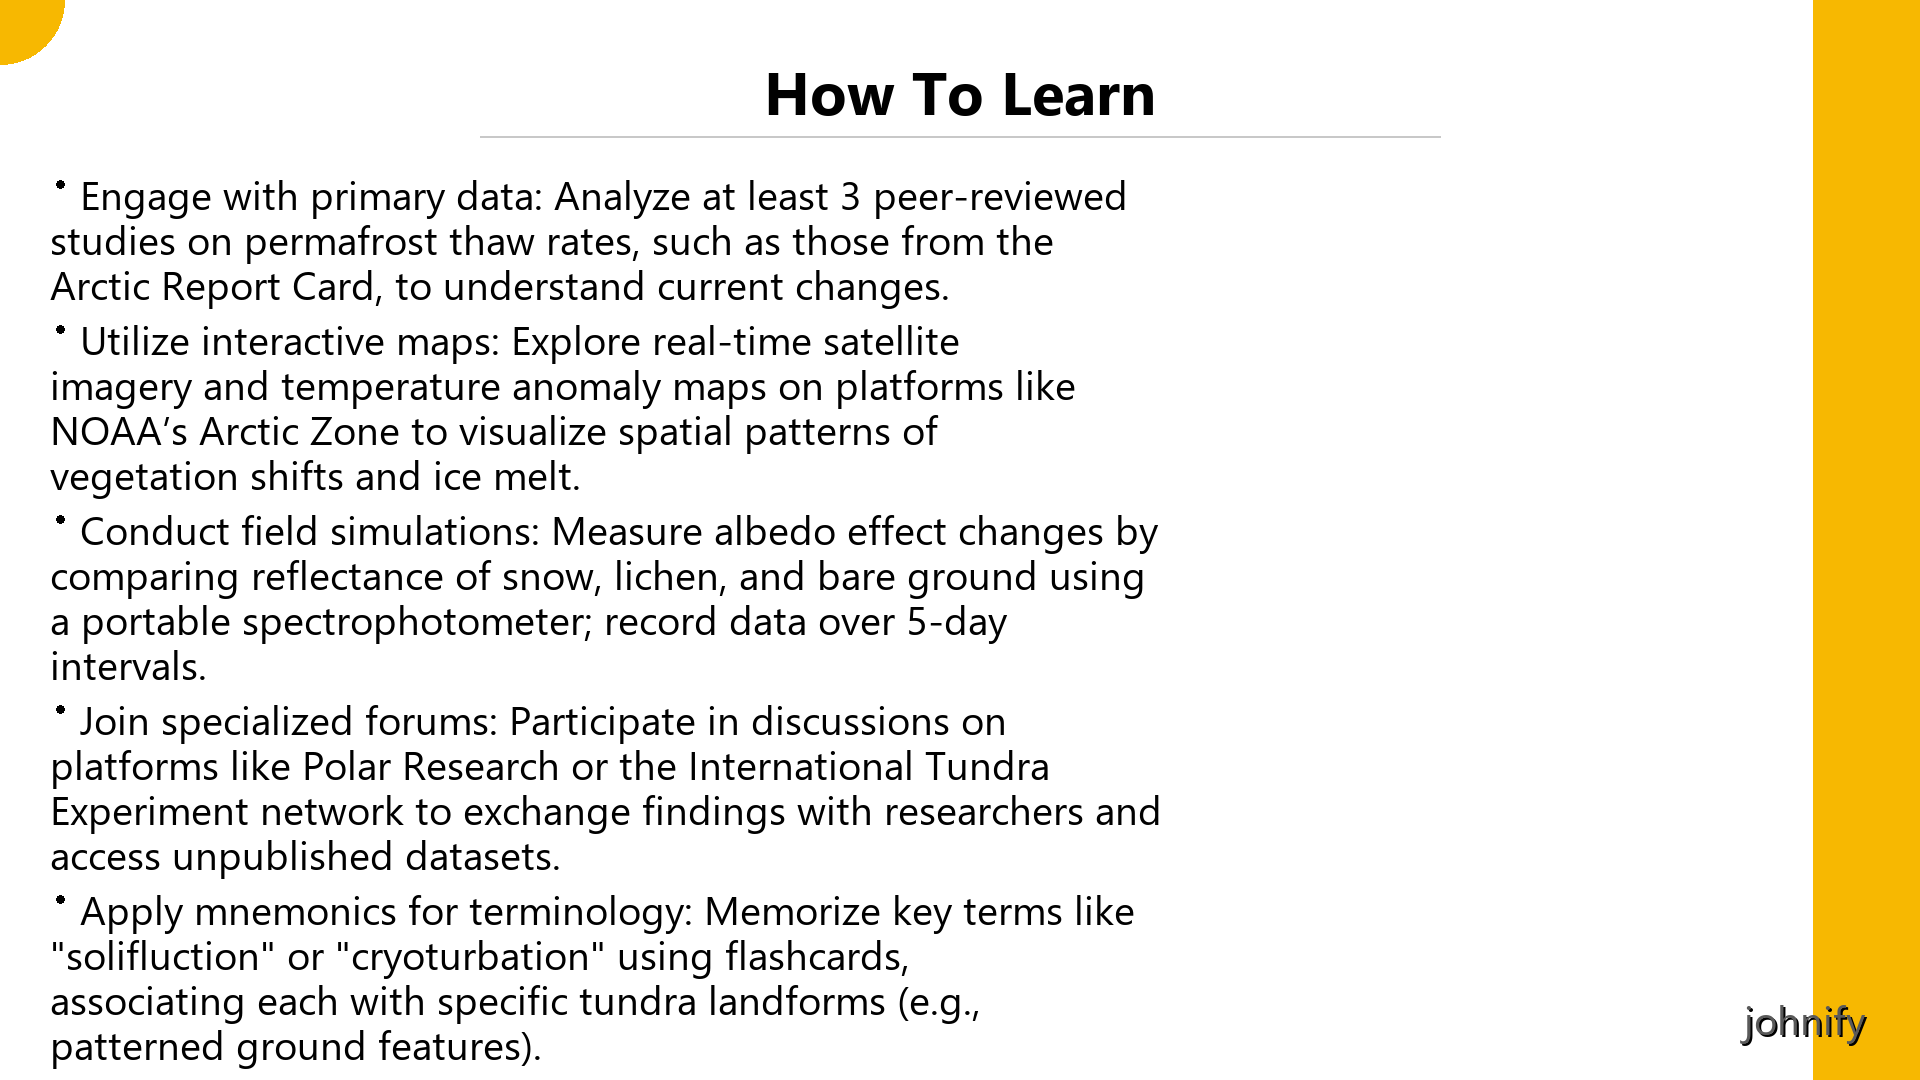 How To Learn
• Engage with primary data: Analyze at least 3 peer-reviewed
studies on permafrost thaw rates, such as those from the
Arctic Report Card, to understand current changes.
• Utilize interactive maps: Explore real-time satellite
imagery and temperature anomaly maps on platforms like
NOAA’s Arctic Zone to visualize spatial patterns of
vegetation shifts and ice melt.
• Conduct field simulations: Measure albedo effect changes by
comparing reflectance of snow, lichen, and bare ground using
a portable spectrophotometer; record data over 5-day
intervals.
• Join specialized forums: Participate in discussions on
platforms like Polar Research or the International Tundra
Experiment network to exchange findings with researchers and
access unpublished datasets.
• Apply mnemonics for terminology: Memorize key terms like
"solifluction" or "cryoturbation" using flashcards,
associating each with specific tundra landforms (e.g.,
patterned ground features).
johnify